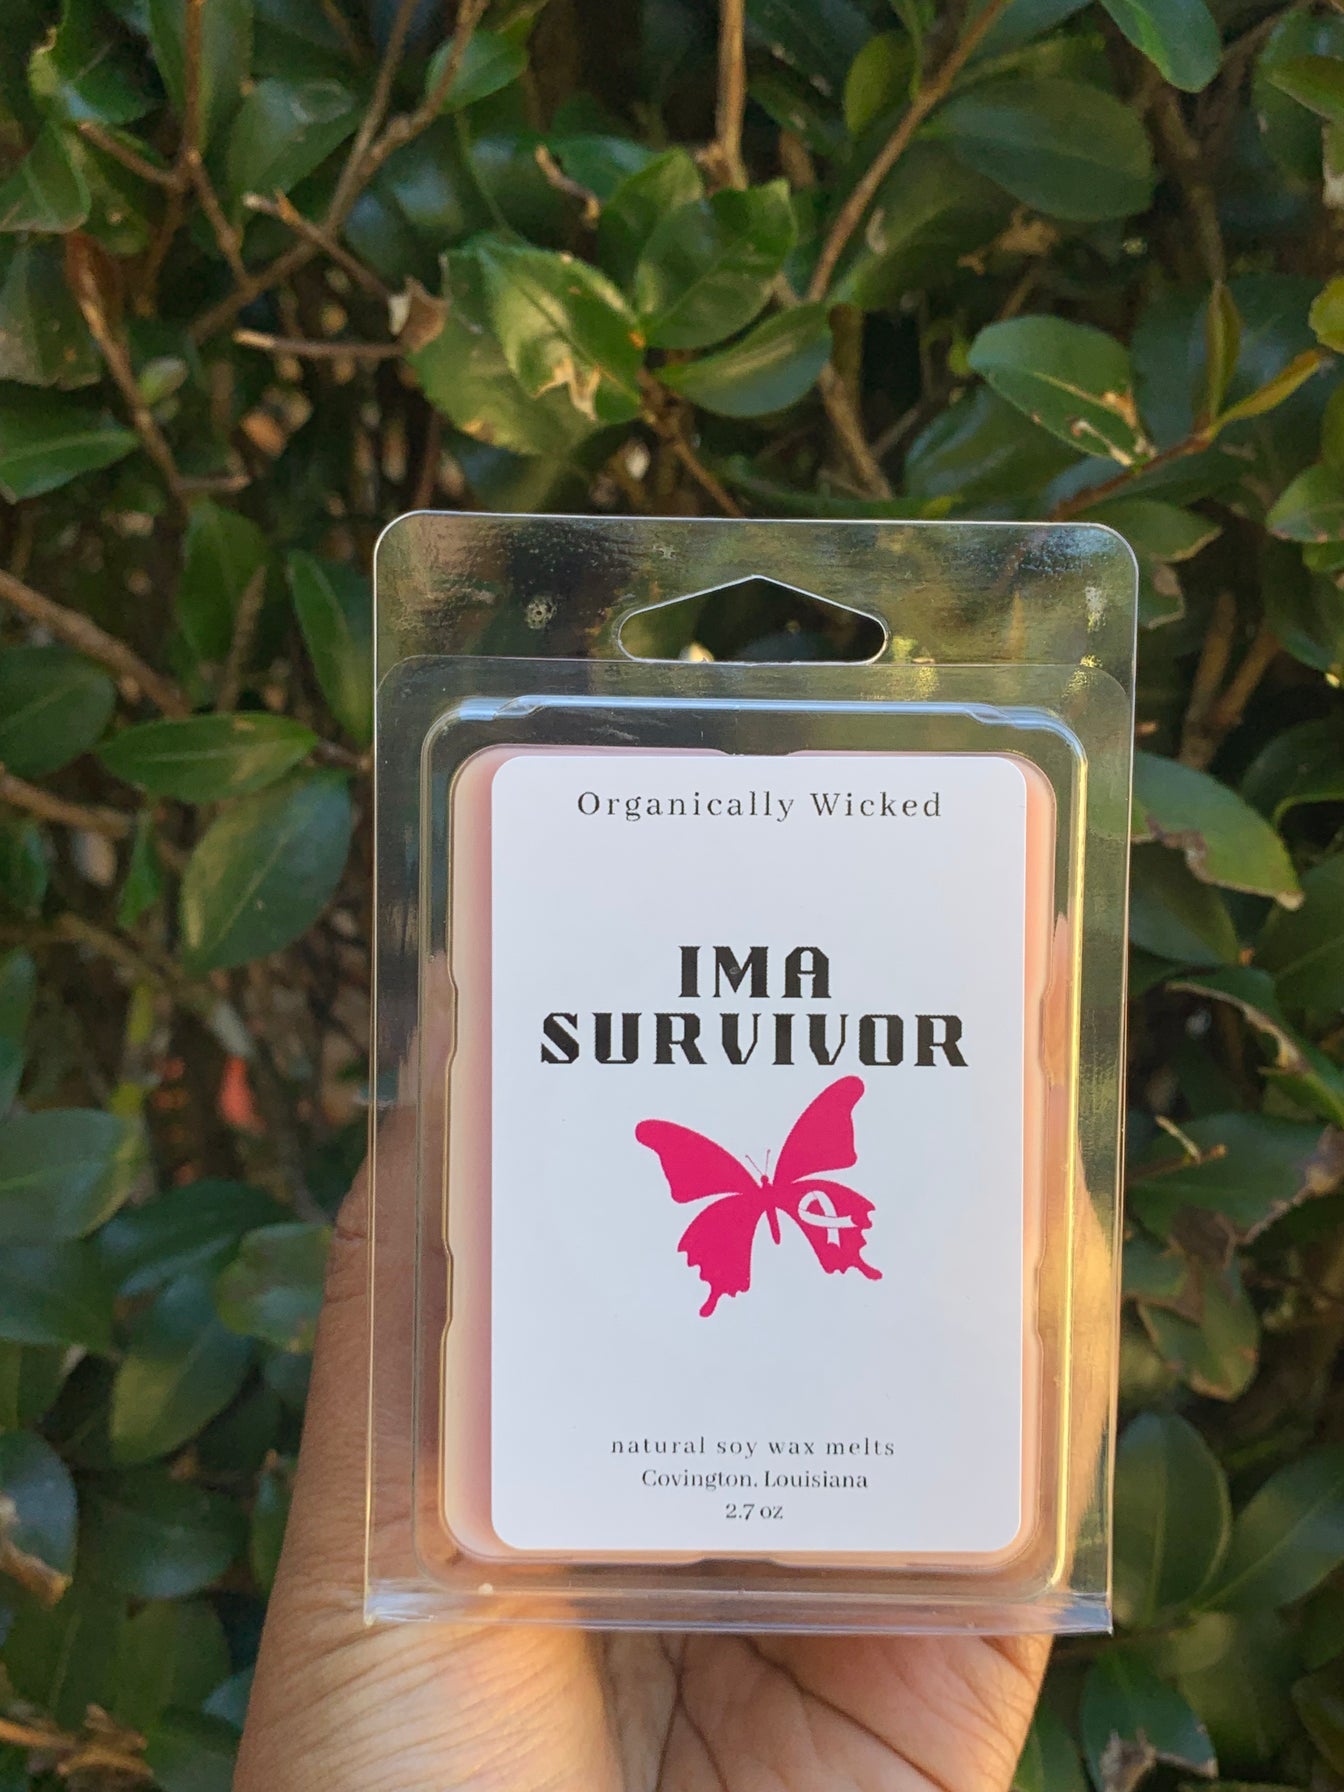 Organically Wicked
IMA
SURVIVOR
natural soy wax melts
Covington, Louisiana
2.7 oz